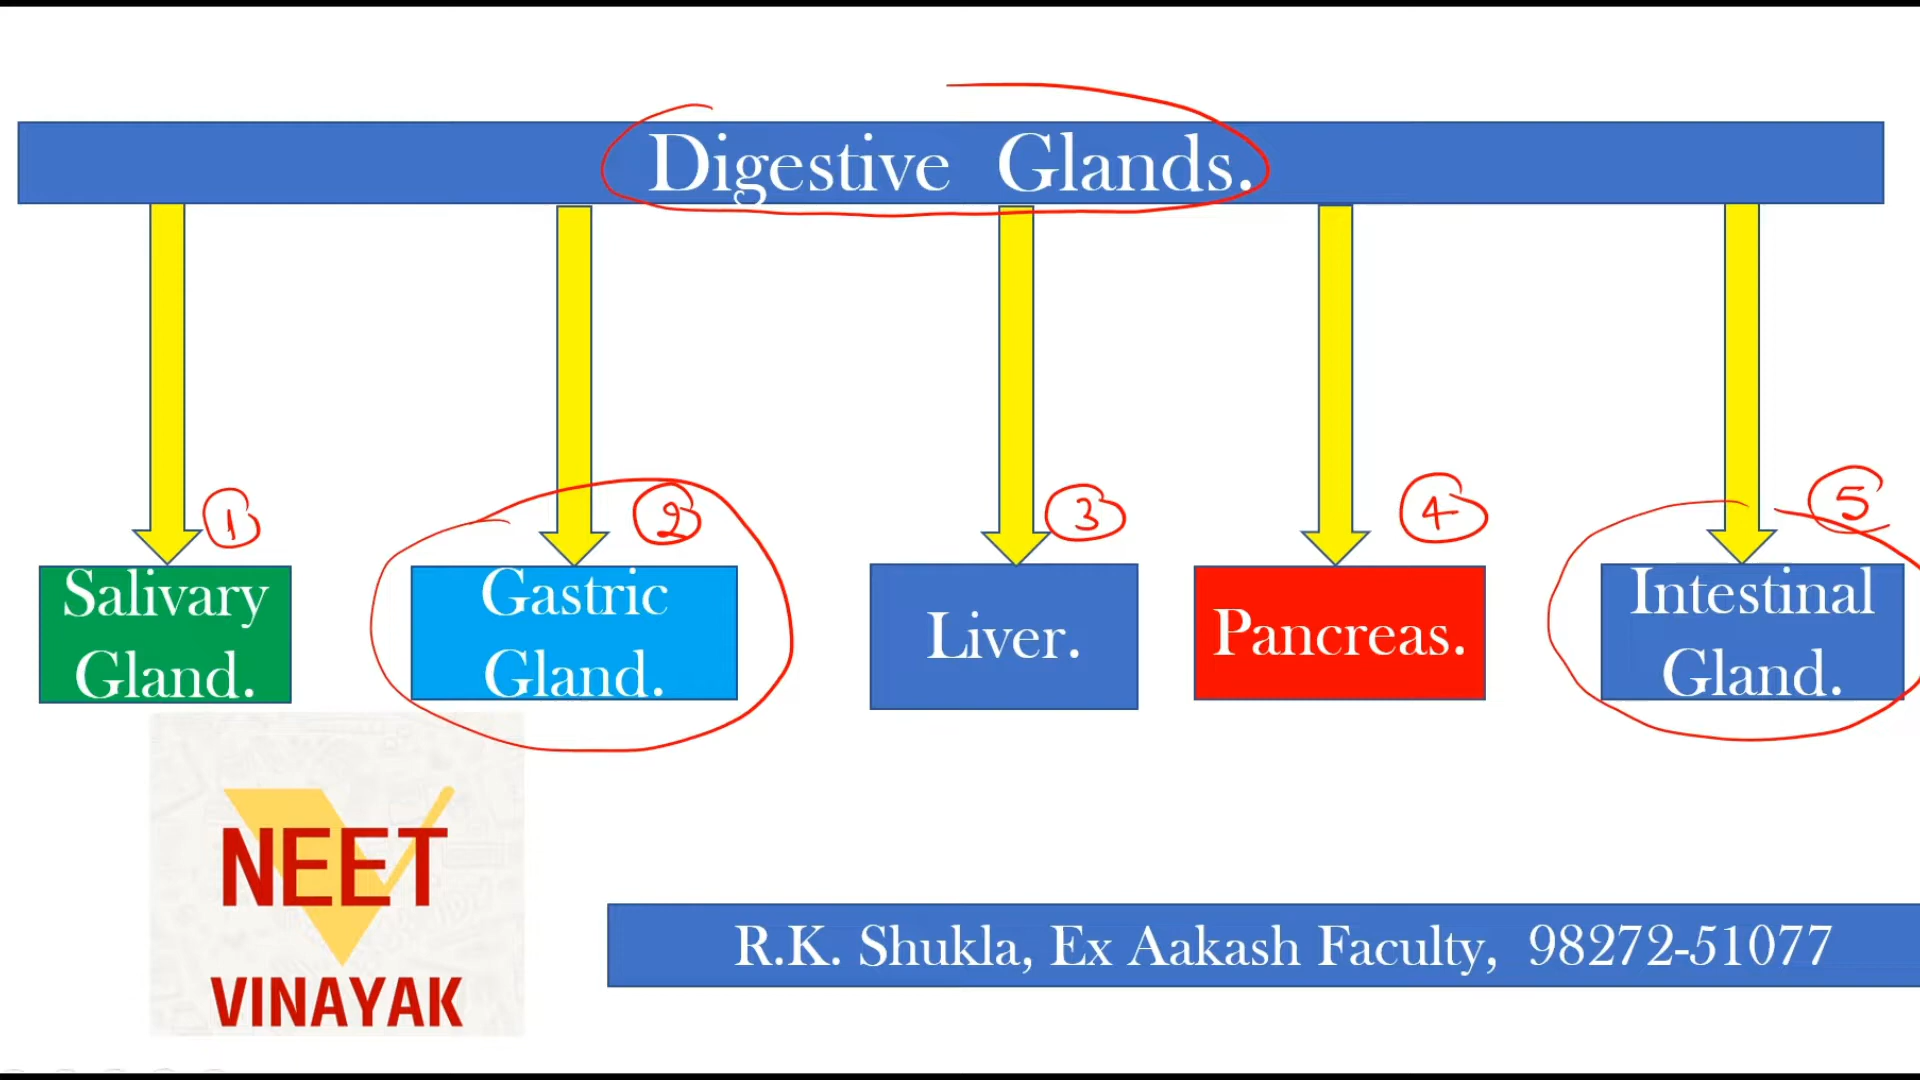 Digestive Glands.
1
2
3
4
5
Salivary
Gland.
Gastric
Gland.
Liver.
Pancreas.
Intestinal
Gland.
NEET
VINAYAK
R.K. Shukla, Ex Aakash Faculty, 98272-51077